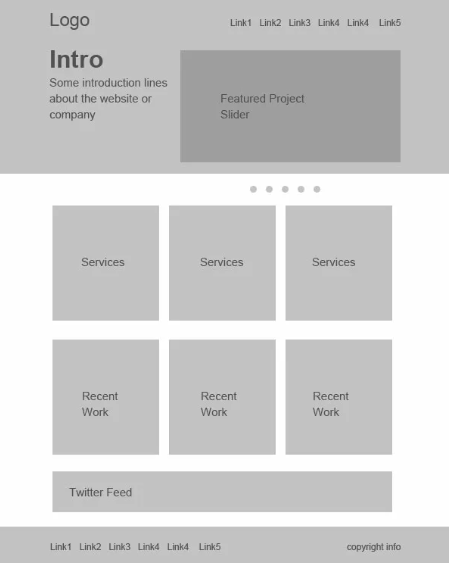 Logo
Link1 Link2 Link3 Link4 Link4 Link5
Intro
Some introduction lines
about the website or
company
Featured Project
Slider
Services
Services
Services
Recent
Work
Recent
Work
Recent
Work
Twitter Feed
Link1 Link2 Link3 Link4 Link4 Link5
copyright info